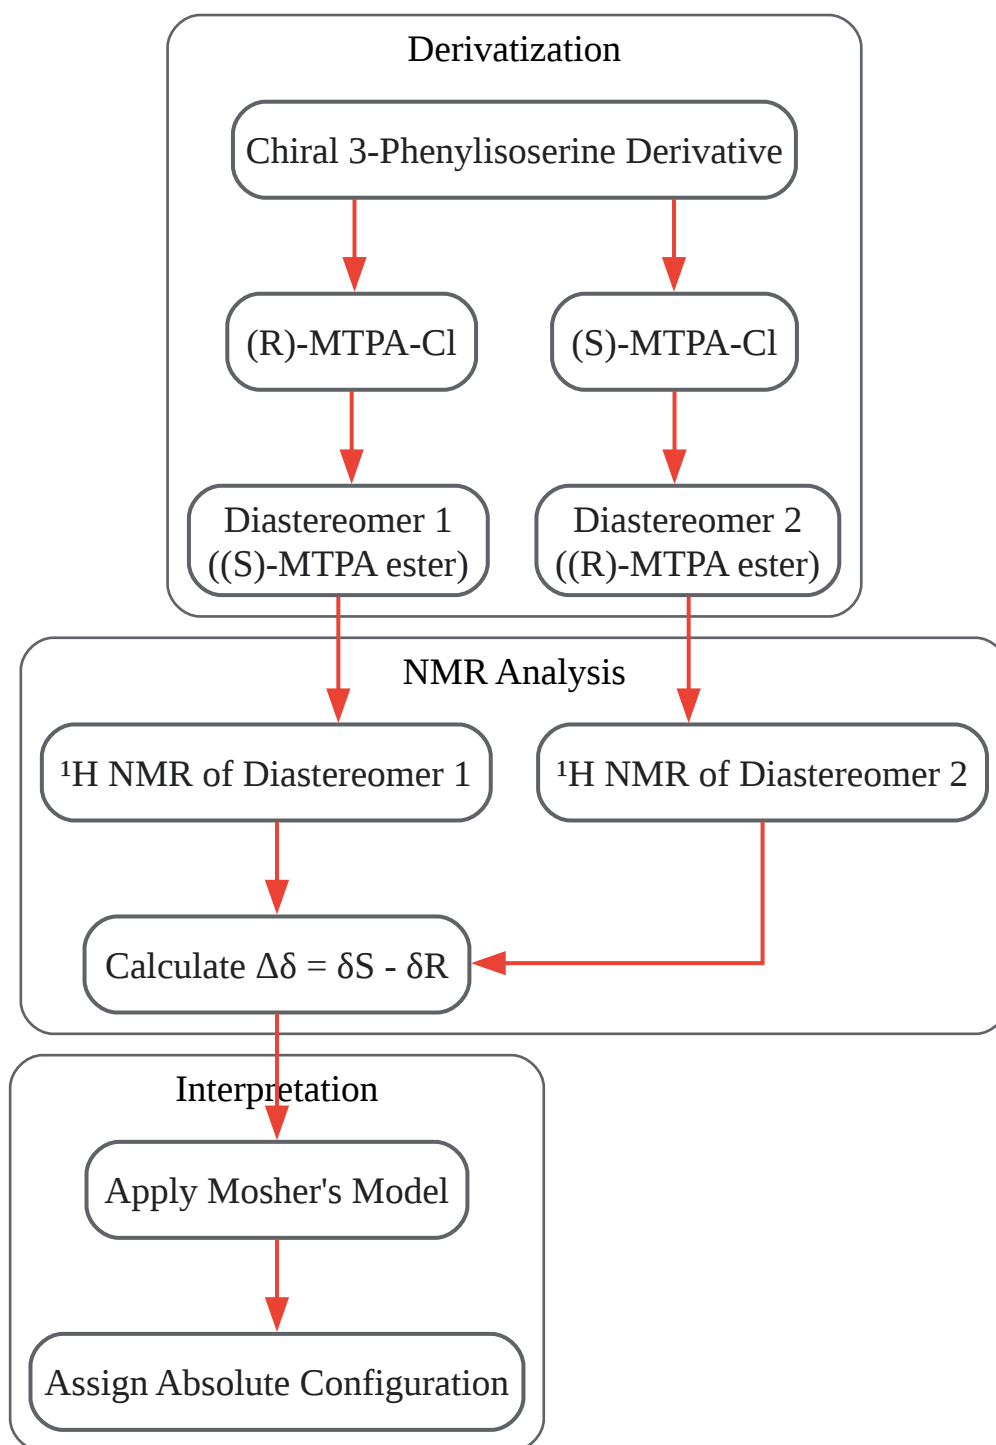 Derivatization
Chiral 3-Phenylisoserine Derivative
(R)-MTPA-Cl
(S)-MTPA-Cl
Diastereomer 1
((S)-MTPA ester)
Diastereomer 2
((R)-MTPA ester)
NMR Analysis
¹H NMR of Diastereomer 1
¹H NMR of Diastereomer 2
Calculate Δδ = δS - δR
Interpretation
Apply Mosher's Model
Assign Absolute Configuration